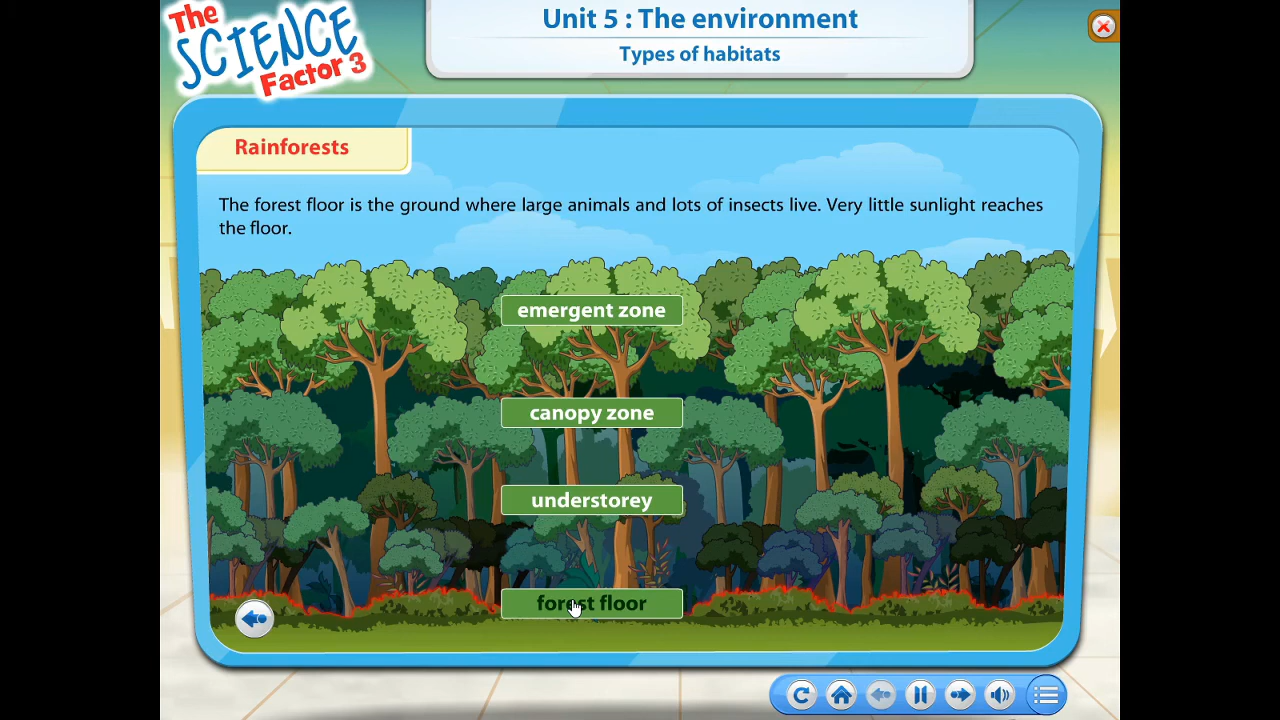 The
SCIENCE
Factor 3
Unit 5 : The environment
Types of habitats
Rainforests
The forest floor is the ground where large animals and lots of insects live. Very little sunlight reaches
the floor.
emergent zone
canopy zone
understorey
forest floor